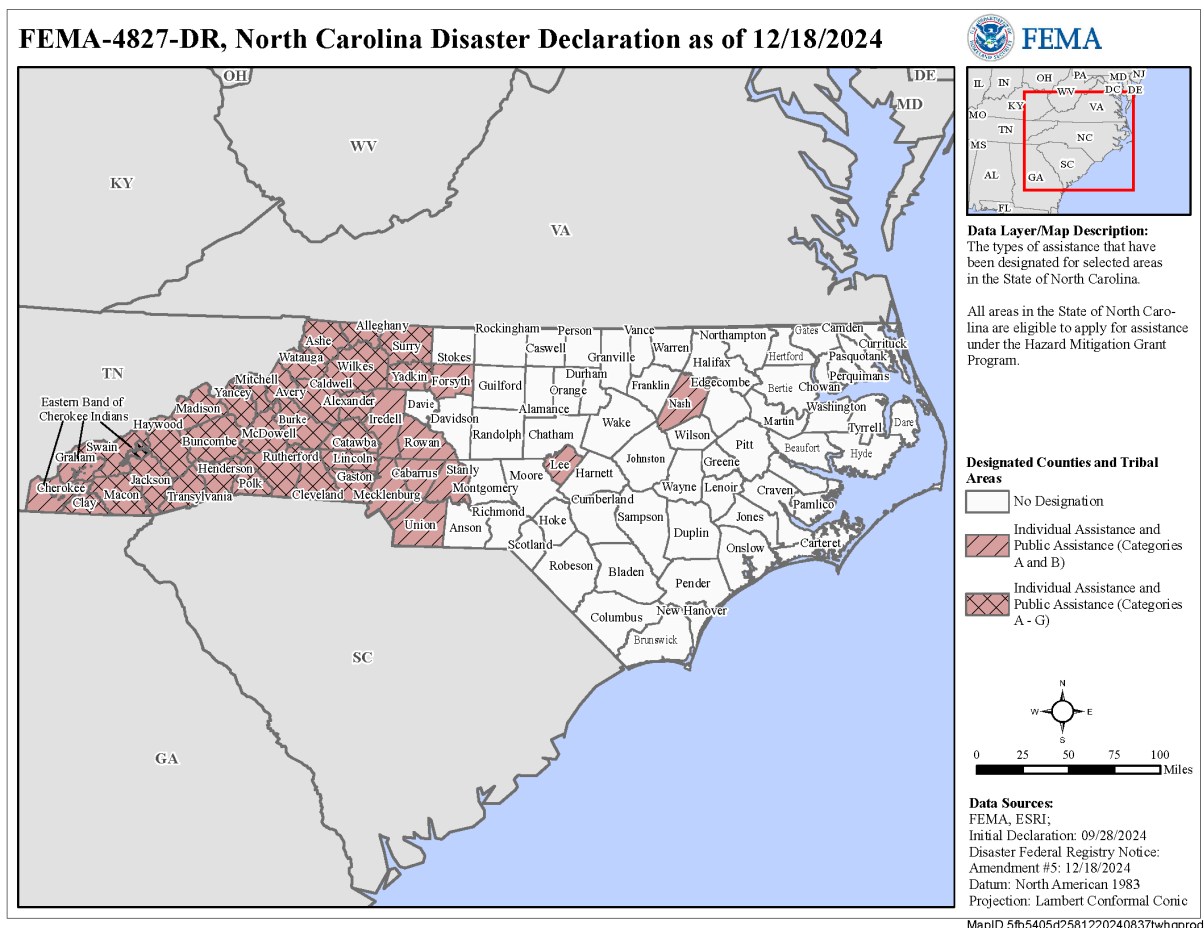 FEMA-4827-DR, North Carolina Disaster Declaration as of 12/18/2024
FEMA
OH
DE
MD
WV
KY
VA
TN
SC
GA
Alleghany
Ashe
Surry
Stokes
Rockingham
Caswell
Person
Vance
Granville
Warren
Northampton
Halifax
Gates
Camden
Currituck
Hertford
Pasquotank
Perquimans
Watauga
Wilkes
Yadkin
Forsyth
Guilford
Durham
Orange
Franklin
Nash
Edgecombe
Bertie
Chowan
Mitchell
Avery
Caldwell
Alexander
Davie
Davidson
Alamance
Wake
Martin
Washington
Tyrrell
Dare
Eastern Band of
Cherokee Indians
Yancey
Madison
Haywood
Buncombe
McDowell
Burke
Iredell
Catawba
Rowan
Randolph
Chatham
Wilson
Pitt
Beaufort
Hyde
Swain
Graham
Cherokee
Clay
Macon
Jackson
Transylvania
Henderson
Polk
Rutherford
Cleveland
Lincoln
Gaston
Mecklenburg
Cabarrus
Stanly
Montgomery
Moore
Lee
Harnett
Johnston
Greene
Wayne
Lenoir
Craven
Pamlico
Union
Anson
Richmond
Scotland
Hoke
Cumberland
Sampson
Duplin
Jones
Onslow
Carteret
Robeson
Bladen
Pender
Columbus
New Hanover
Brunswick
IL
IN
OH
PA
MD
NJ
WV
DC
DE
KY
VA
MO
TN
NC
MS
SC
AL
GA
FL
Data Layer/Map Description:
The types of assistance that have
been designated for selected areas
in the State of North Carolina.
All areas in the State of North Caro-
lina are eligible to apply for assistance
under the Hazard Mitigation Grant
Program.
Designated Counties and Tribal
Areas
No Designation
Individual Assistance and
Public Assistance (Categories
A and B)
Individual Assistance and
Public Assistance (Categories
A - G)
N
W
E
S
0 25 50 75 100
Miles
Data Sources:
FEMA, ESRI;
Initial Declaration: 09/28/2024
Disaster Federal Registry Notice:
Amendment #5: 12/18/2024
Datum: North American 1983
Projection: Lambert Conformal Conic
MapID 5fb5405d2581220240837twhqprod